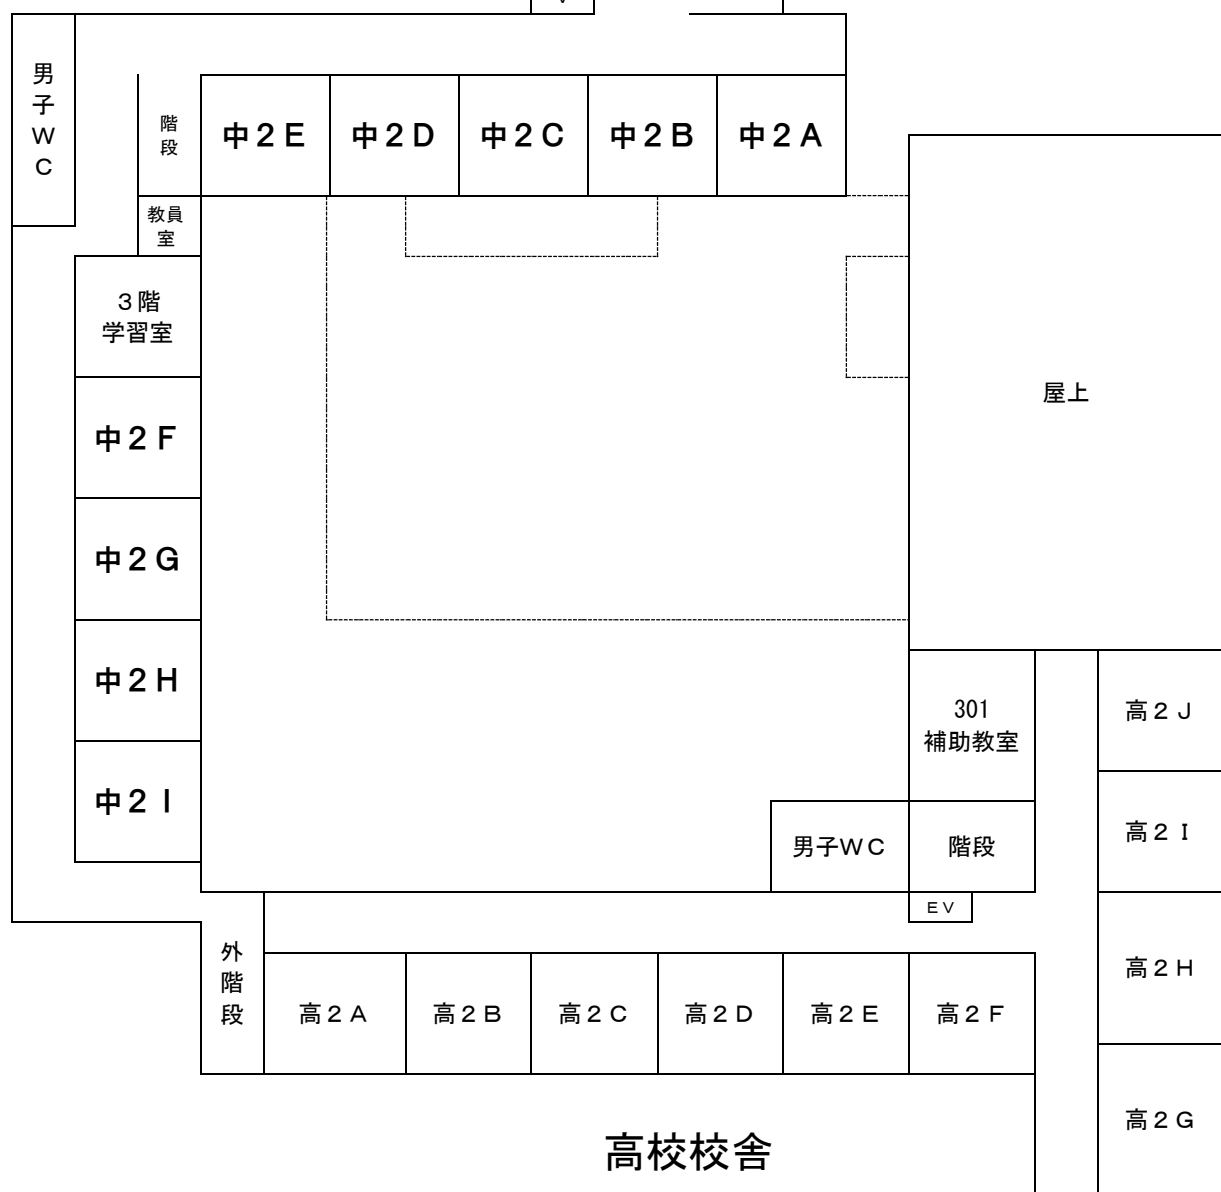 男子WC
階段
中２E
中２D
中２C
中２B
中２A
教員
室
３階
学習室
中２F
屋上
中２G
中２H
301
補助教室
高２J
中２I
男子WC
階段
高２I
EV
外階段
高２A
高２B
高２C
高２D
高２E
高２F
高２H
高２G
高校校舎